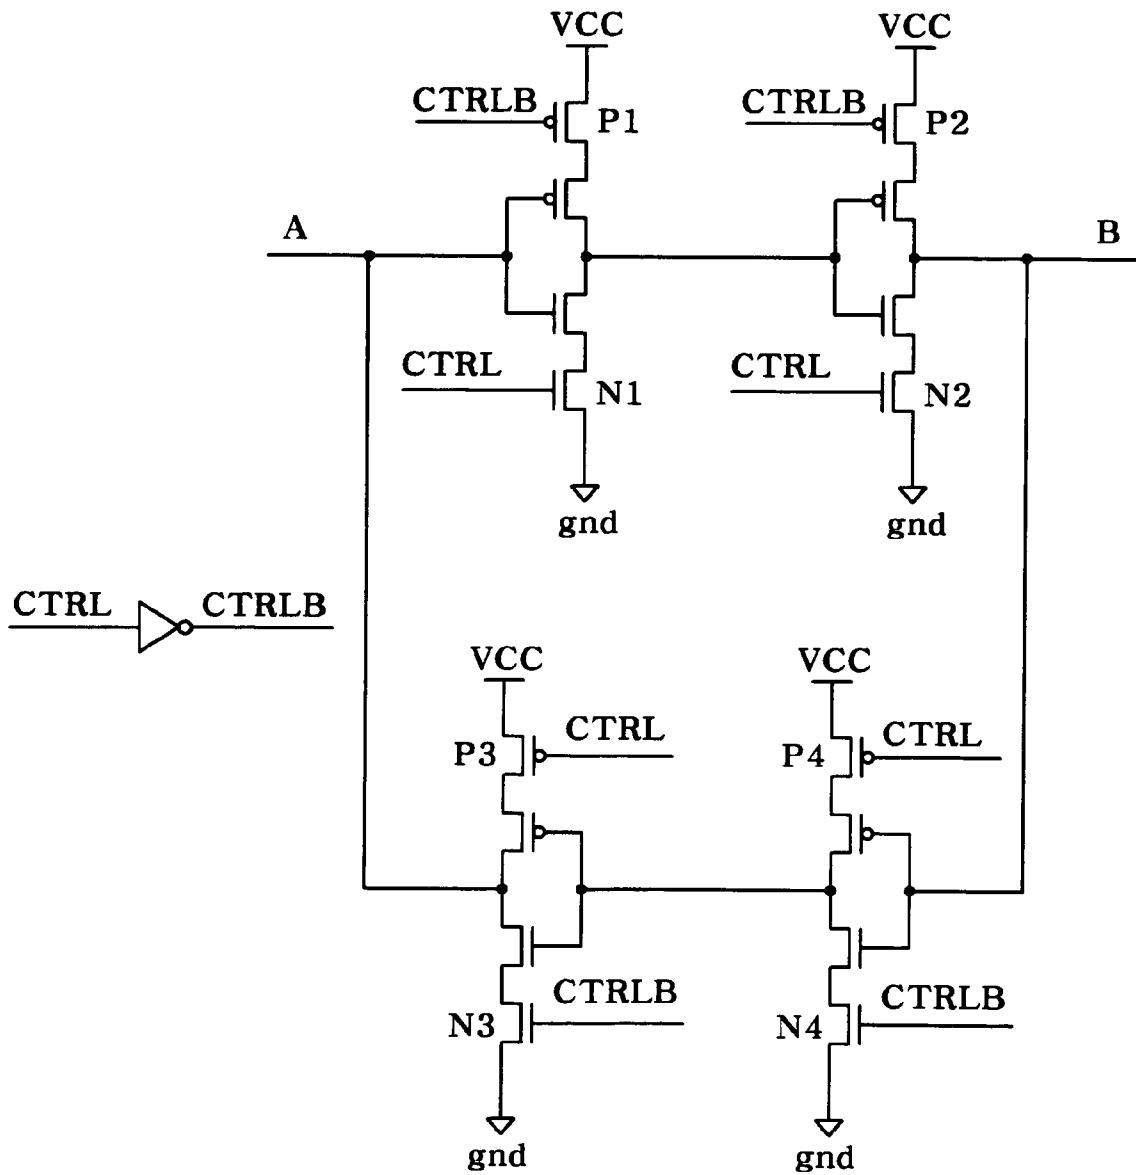 VCC
VCC
CTRLB
P1
CTRLB
P2
A
B
CTRL
N1
CTRL
N2
gnd
gnd
CTRL
CTRLB
VCC
VCC
P3
CTRL
P4
CTRL
N3
CTRLB
N4
CTRLB
gnd
gnd